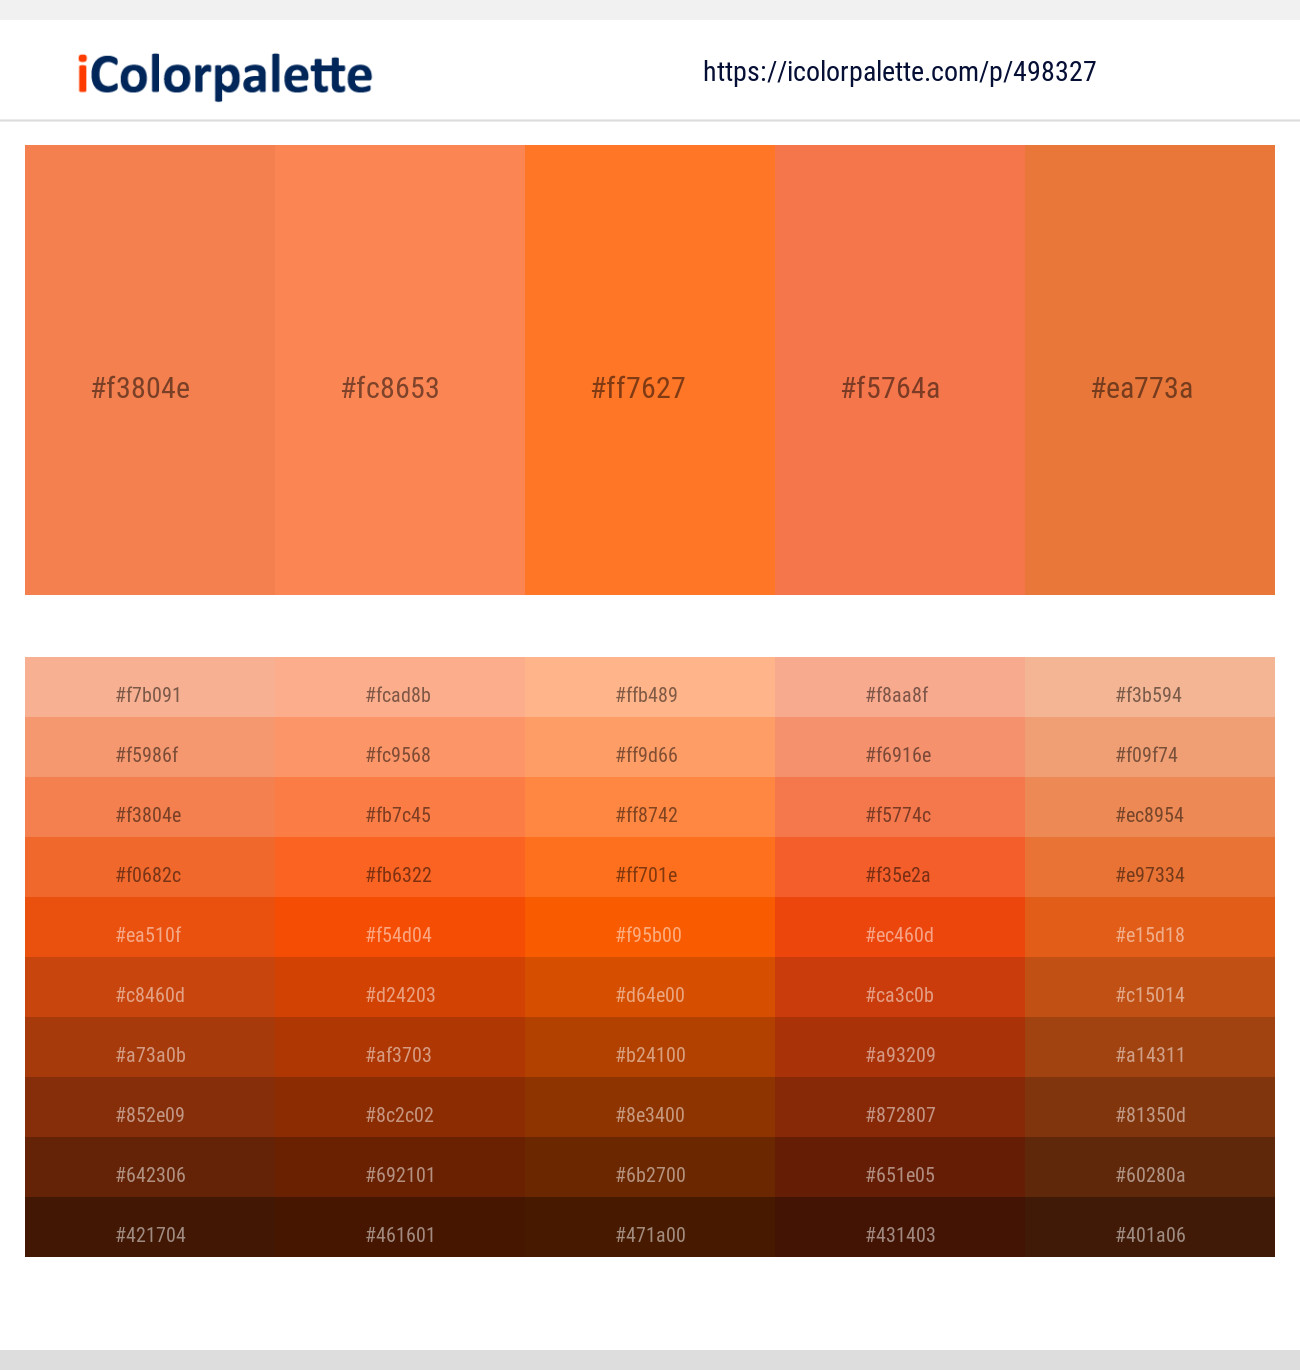 iColorpalette https://icolorpalette.com/p/498327
#f3804e #fc8653 #ff7627 #f5764a #ea773a
#f7b091 #fcad8b #ffb489 #f8aa8f #f3b594
#f5986f #fc9568 #ff9d66 #f6916e #f09f74
#f3804e #fb7c45 #ff8742 #f5774c #ec8954
#f0682c #fb6322 #ff701e #f35e2a #e97334
#ea510f #f54d04 #f95b00 #ec460d #e15d18
#c8460d #d24203 #d64e00 #ca3c0b #c15014
#a73a0b #af3703 #b24100 #a93209 #a14311
#852e09 #8c2c02 #8e3400 #872807 #81350d
#642306 #692101 #6b2700 #651e05 #60280a
#421704 #461601 #471a00 #431403 #401a06